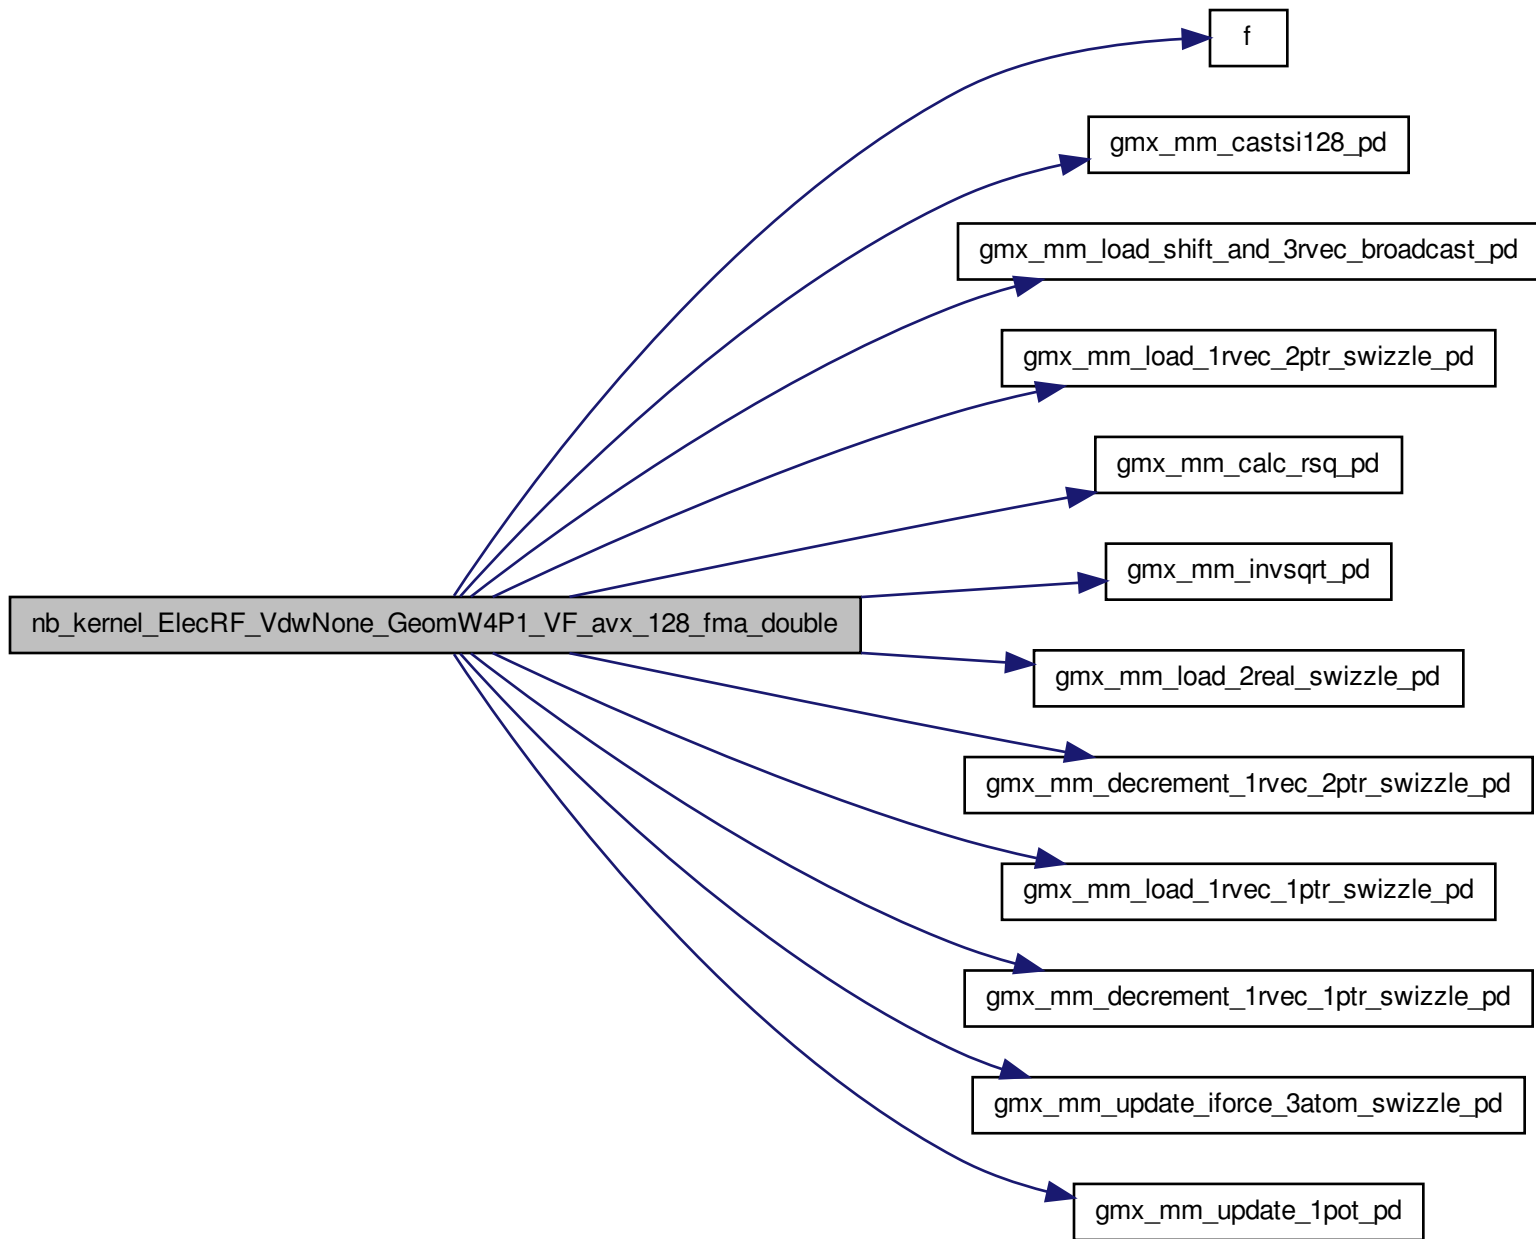 f
gmx_mm_castsi128_pd
gmx_mm_load_shift_and_3rvec_broadcast_pd
gmx_mm_load_1rvec_2ptr_swizzle_pd
gmx_mm_calc_rsq_pd
gmx_mm_invsqrt_pd
nb_kernel_ElecRF_VdwNone_GeomW4P1_VF_avx_128_fma_double
gmx_mm_load_2real_swizzle_pd
gmx_mm_decrement_1rvec_2ptr_swizzle_pd
gmx_mm_load_1rvec_1ptr_swizzle_pd
gmx_mm_decrement_1rvec_1ptr_swizzle_pd
gmx_mm_update_iforce_3atom_swizzle_pd
gmx_mm_update_1pot_pd